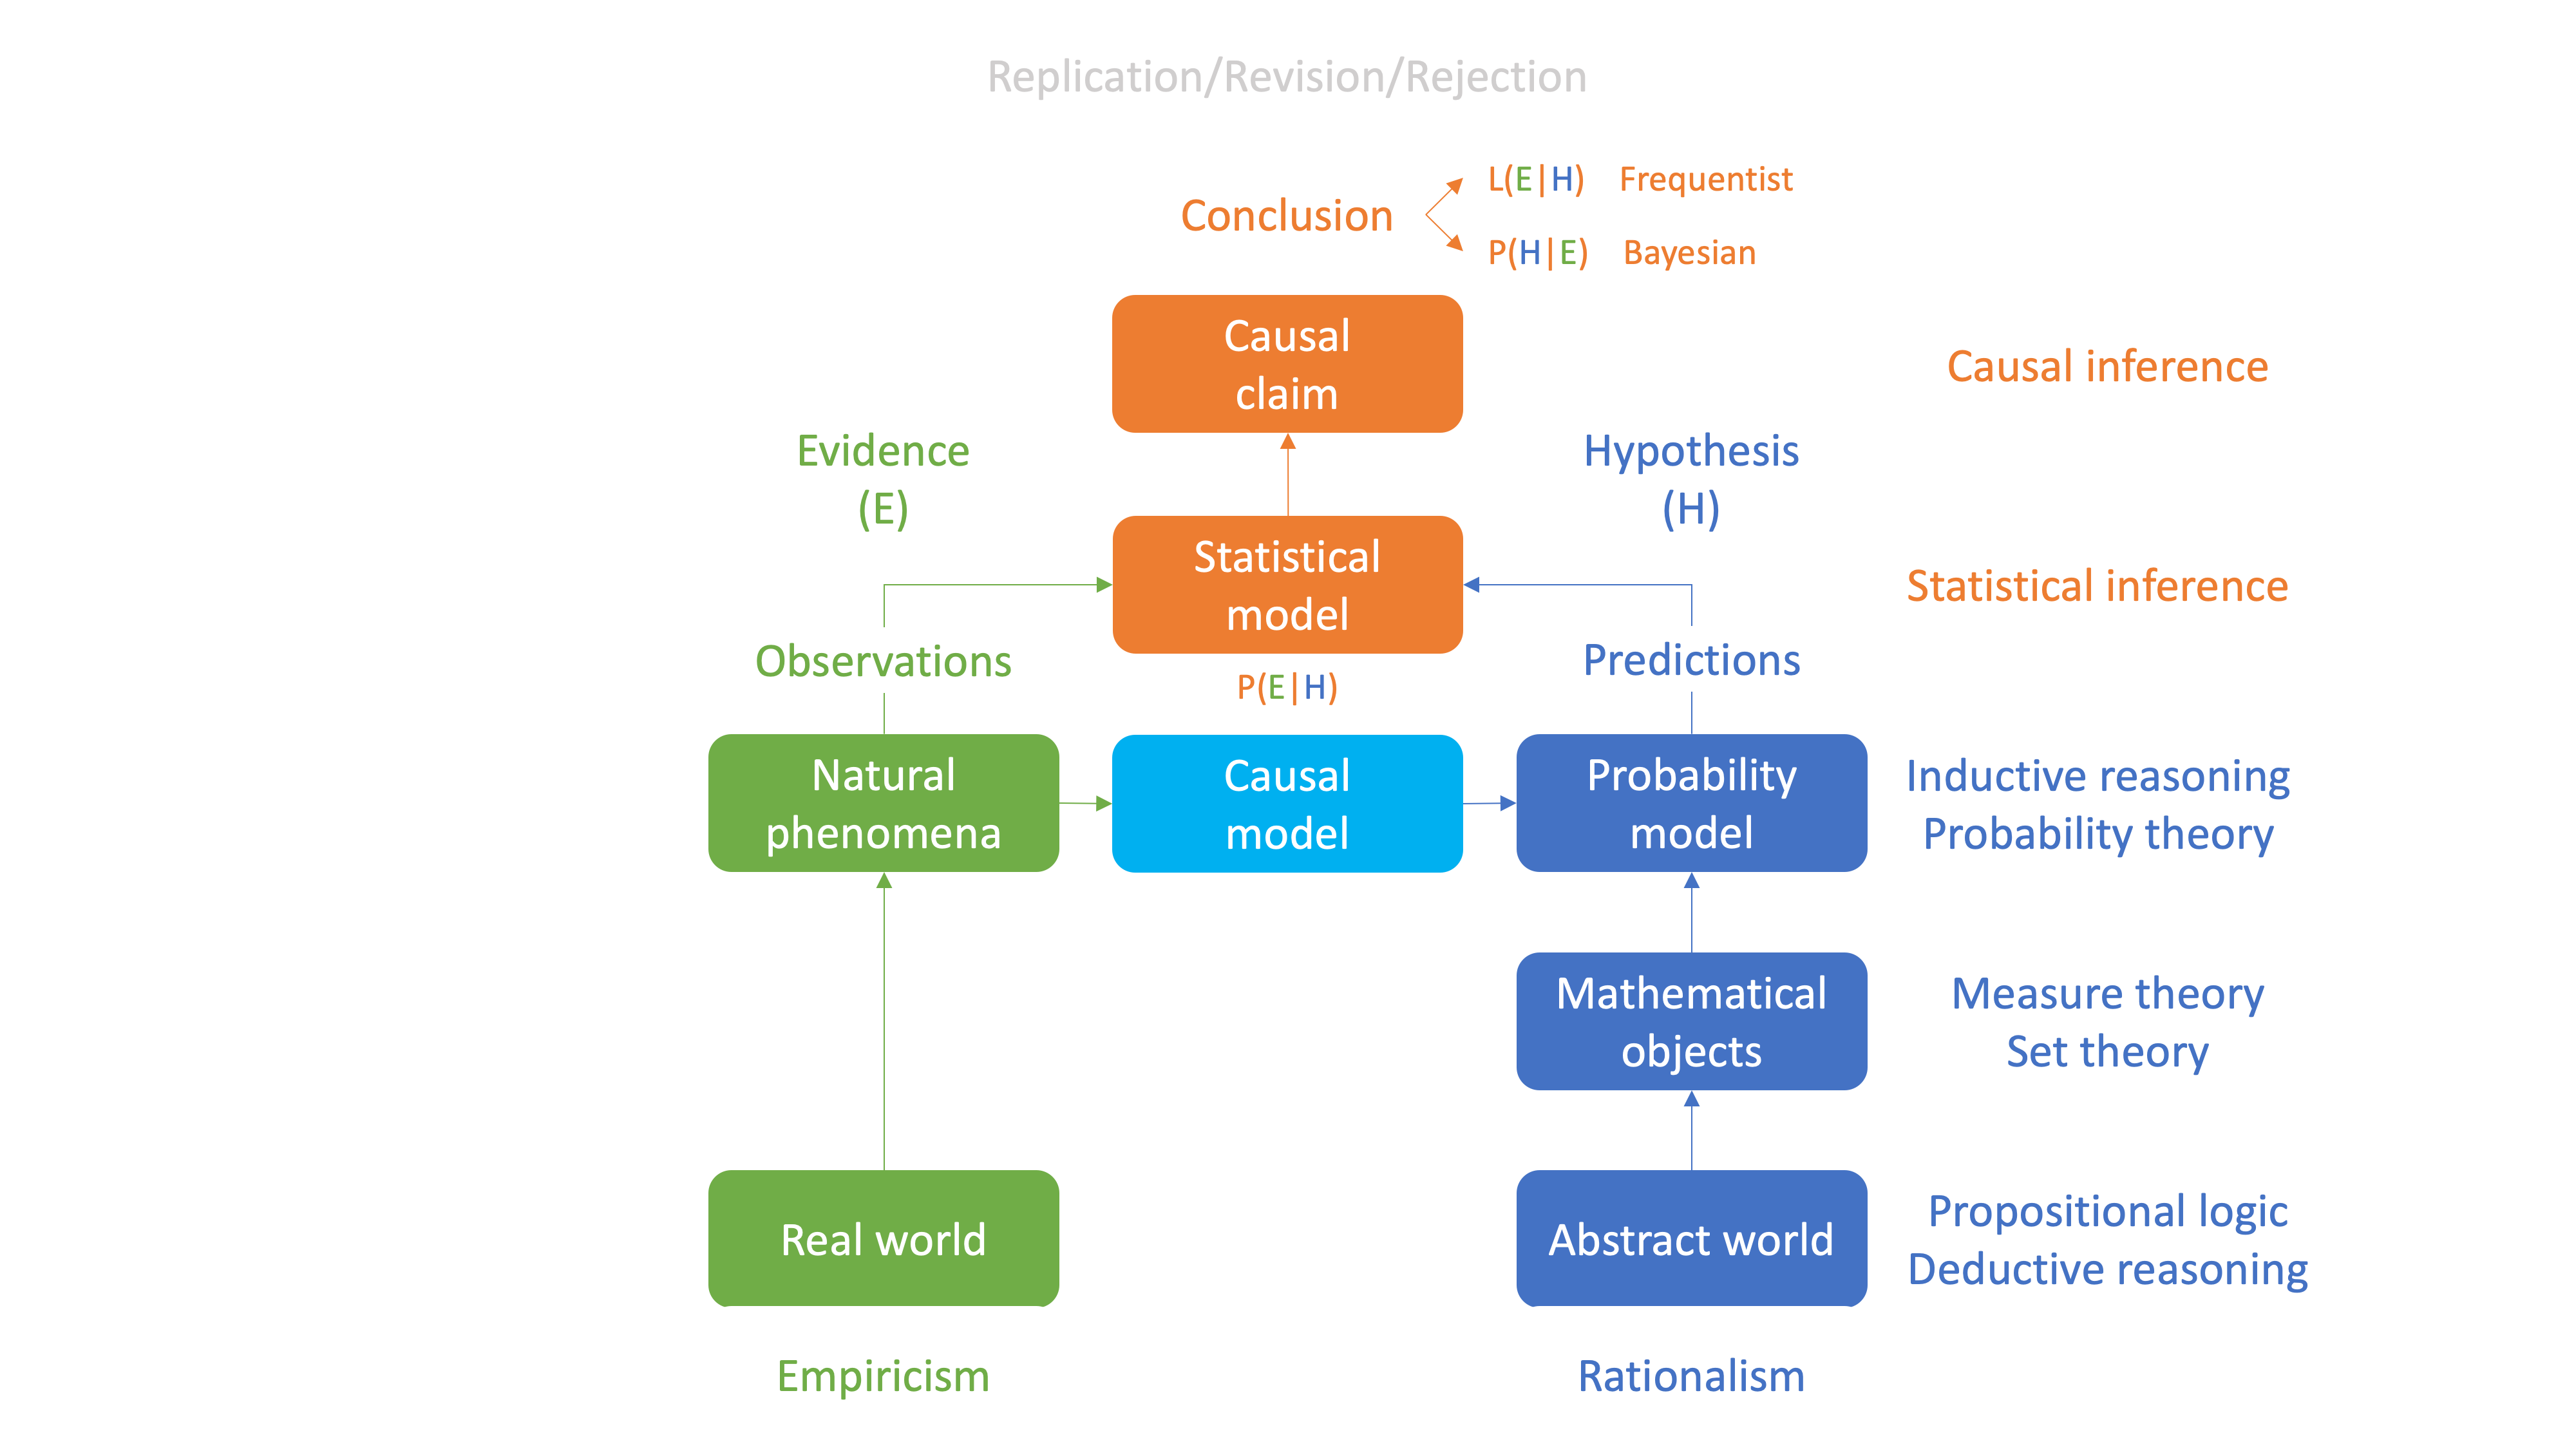 Replication/Revision/Rejection
L(E|H) Frequentist
Conclusion
P(H|E) Bayesian
Causal
claim
Causal inference
Evidence
(E)
Hypothesis
(H)
Statistical
model
Statistical inference
Observations
Predictions
P(E|H)
Natural
phenomena
Causal
model
Probability
model
Inductive reasoning
Probability theory
Mathematical
objects
Measure theory
Set theory
Real world
Abstract world
Propositional logic
Deductive reasoning
Empiricism
Rationalism